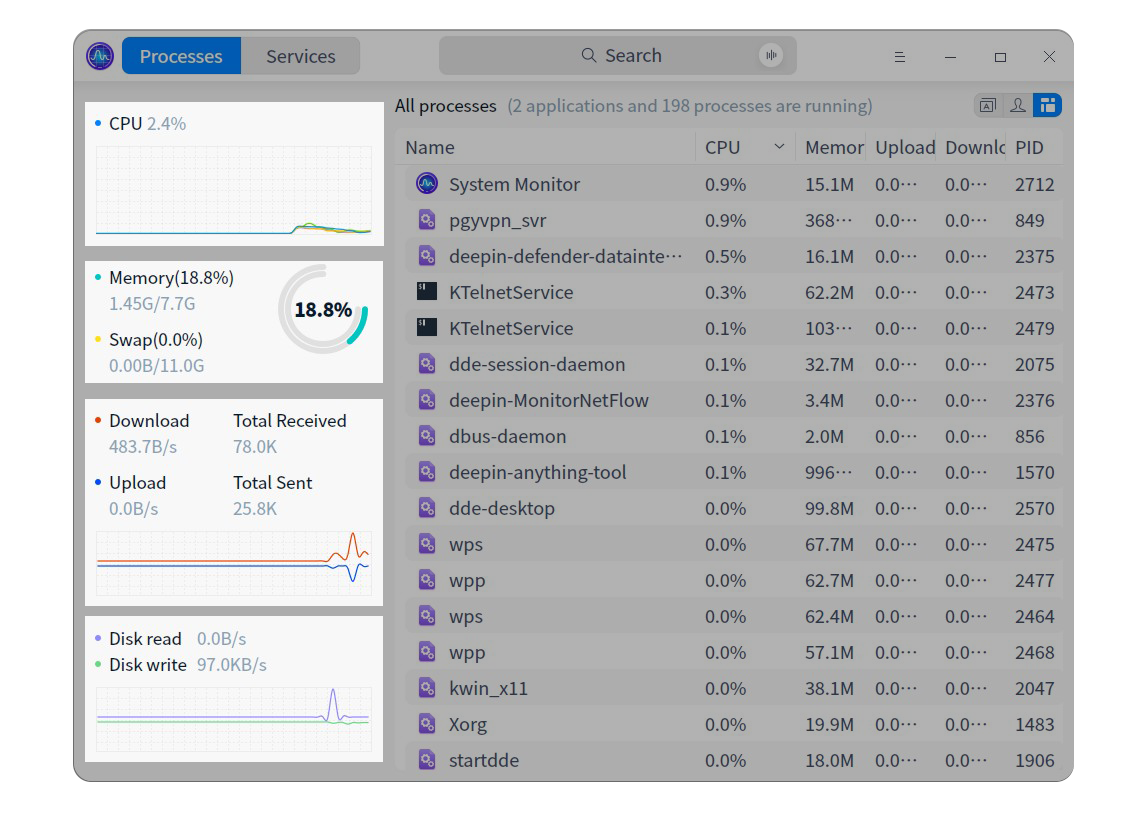 Processes Services Search
CPU 2.4%
Memory(18.8%)
1.45G/7.7G
Swap(0.0%)
0.00B/11.0G
18.8%
Download Total Received
483.7B/s 78.0K
Upload Total Sent
0.0B/s 25.8K
Disk read 0.0B/s
Disk write 97.0KB/s
All processes (2 applications and 198 processes are running)
Name CPU Memor Upload Downlo PID
System Monitor 0.9% 15.1M 0.0··· 0.0··· 2712
pgyvpn_svr 0.9% 368··· 0.0··· 0.0··· 849
deepin-defender-datainte··· 0.5% 16.1M 0.0··· 0.0··· 2375
KTelnetService 0.3% 62.2M 0.0··· 0.0··· 2473
KTelnetService 0.1% 103··· 0.0··· 0.0··· 2479
dde-session-daemon 0.1% 32.7M 0.0··· 0.0··· 2075
deepin-MonitorNetFlow 0.1% 3.4M 0.0··· 0.0··· 2376
dbus-daemon 0.1% 2.0M 0.0··· 0.0··· 856
deepin-anything-tool 0.1% 996··· 0.0··· 0.0··· 1570
dde-desktop 0.0% 99.8M 0.0··· 0.0··· 2570
wps 0.0% 67.7M 0.0··· 0.0··· 2475
wpp 0.0% 62.7M 0.0··· 0.0··· 2477
wps 0.0% 62.4M 0.0··· 0.0··· 2464
wpp 0.0% 57.1M 0.0··· 0.0··· 2468
kwin_x11 0.0% 38.1M 0.0··· 0.0··· 2047
Xorg 0.0% 19.9M 0.0··· 0.0··· 1483
startdde 0.0% 18.0M 0.0··· 0.0··· 1906